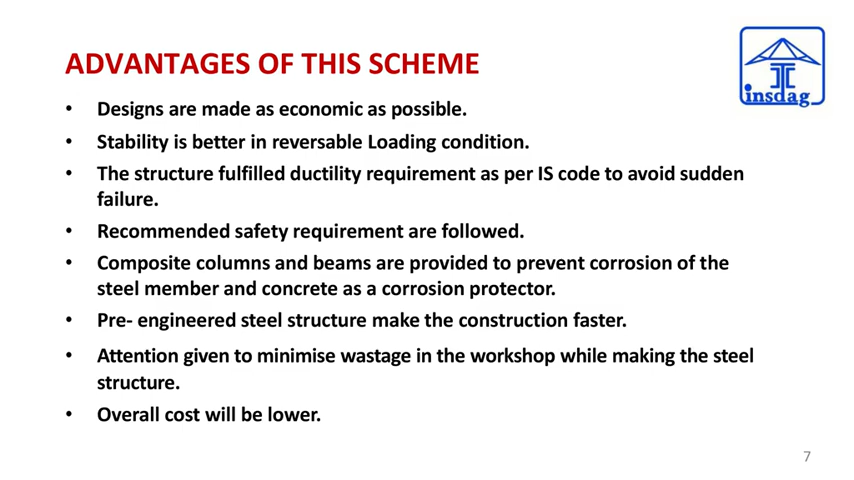 ADVANTAGES OF THIS SCHEME
insdag
• Designs are made as economic as possible.
• Stability is better in reversable Loading condition.
• The structure fulfilled ductility requirement as per IS code to avoid sudden
failure.
• Recommended safety requirement are followed.
• Composite columns and beams are provided to prevent corrosion of the
steel member and concrete as a corrosion protector.
• Pre- engineered steel structure make the construction faster.
• Attention given to minimise wastage in the workshop while making the steel
structure.
• Overall cost will be lower.
7